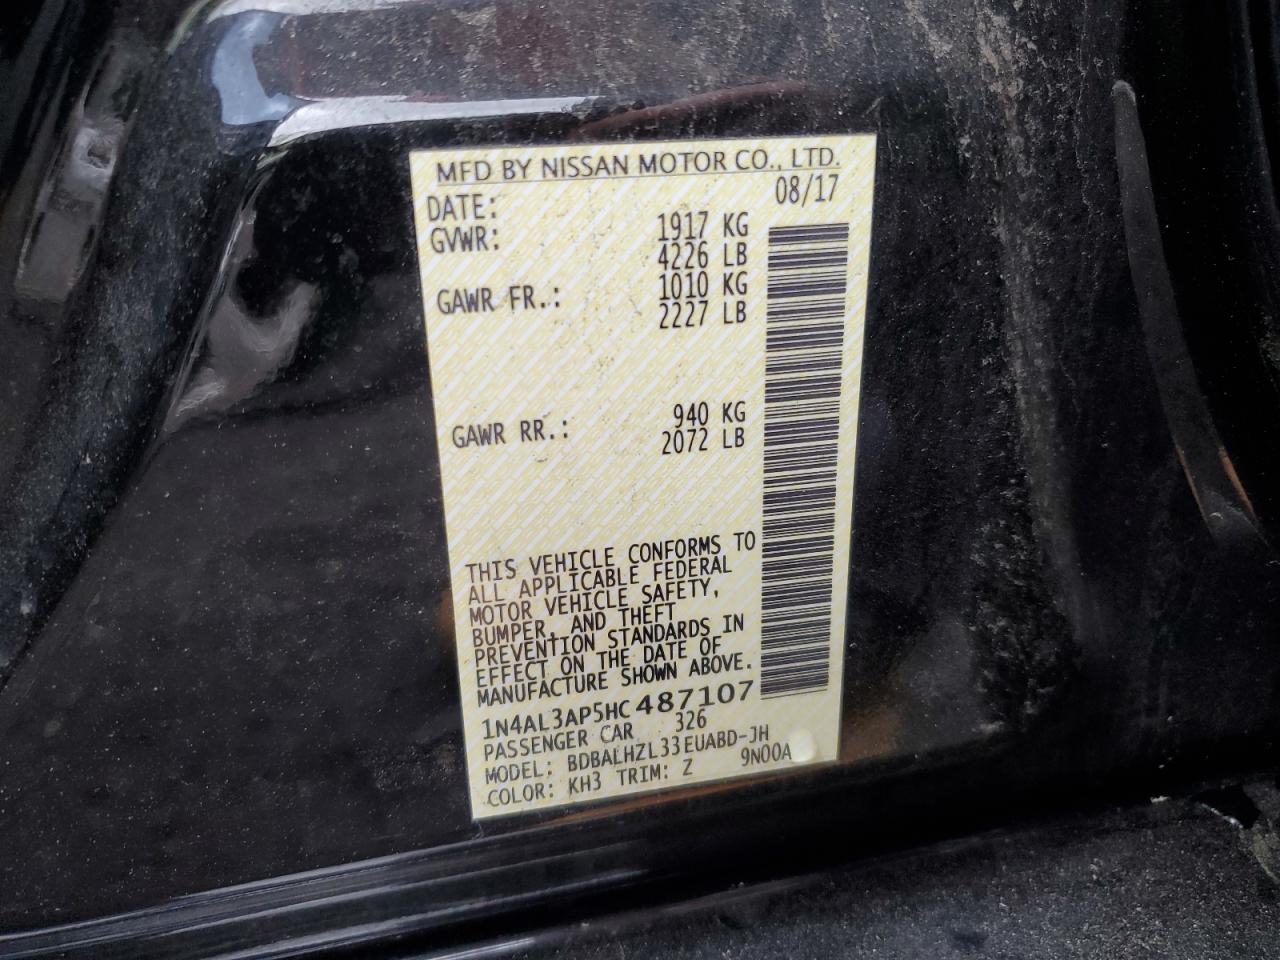 MFD BY NISSAN MOTOR CO., LTD.
DATE: 08/17
GVWR: 1917 KG
4226 LB
GAWR FR.: 1010 KG
2227 LB
GAWR RR.: 940 KG
2072 LB
THIS VEHICLE CONFORMS TO
ALL APPLICABLE FEDERAL
MOTOR VEHICLE SAFETY,
BUMPER, AND THEFT
PREVENTION STANDARDS IN
EFFECT ON THE DATE OF
MANUFACTURE SHOWN ABOVE.
1N4AL3AP5HC487107
PASSENGER CAR 326
MODEL: BDBALHZL33EUABD-JH
COLOR: KH3 TRIM: Z 9N00A